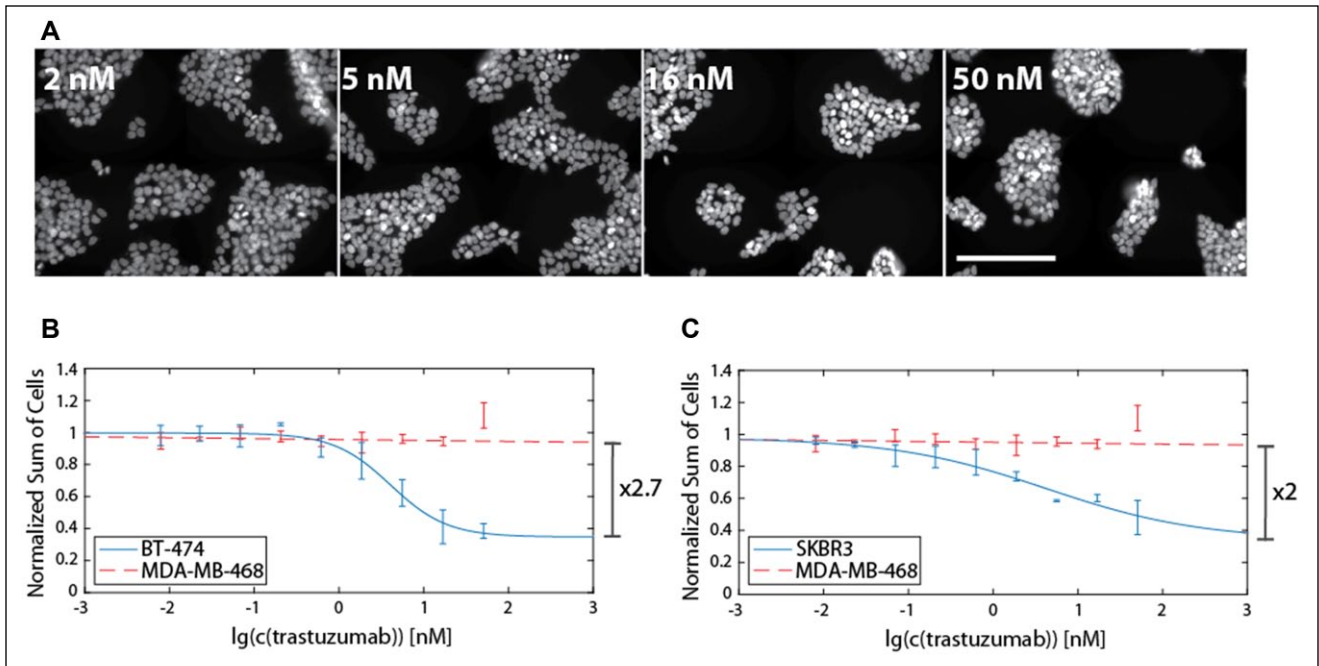 A
2 nM 5 nM 16 nM 50 nM
B
C
Normalized Sum of Cells
1.4
1.2
1
0.8
0.6
0.4
0.2
0
-3 -2 -1 0 1 2 3
lg(c(trastuzumab)) [nM]
BT-474
MDA-MB-468
x2.7
Normalized Sum of Cells
1.4
1.2
1
0.8
0.6
0.4
0.2
0
-3 -2 -1 0 1 2 3
lg(c(trastuzumab)) [nM]
SKBR3
MDA-MB-468
x2